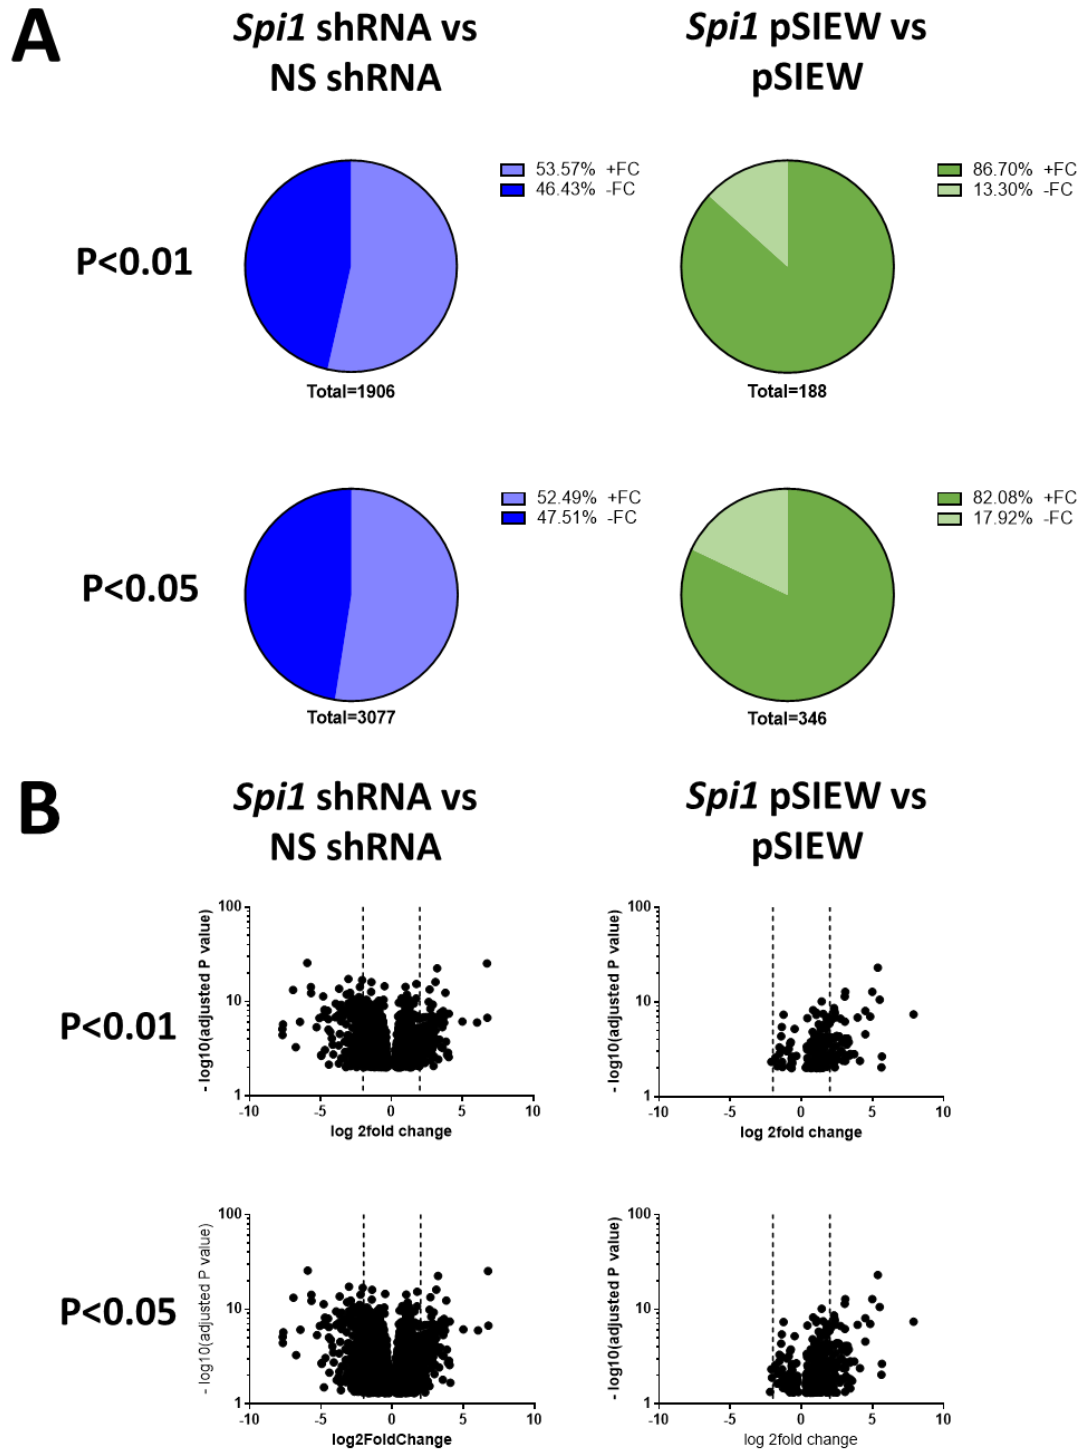 A
Spi1 shRNA vs
NS shRNA
Spi1 pSIEW vs
pSIEW
P<0.01
53.57% +FC
46.43% -FC
Total=1906
86.70% +FC
13.30% -FC
Total=188
P<0.05
52.49% +FC
47.51% -FC
Total=3077
82.08% +FC
17.92% -FC
Total=346
B
Spi1 shRNA vs
NS shRNA
Spi1 pSIEW vs
pSIEW
P<0.01
- log10(adjusted P value)
100
10
1
-10 -5 0 5 10
log 2fold change
- log10(adjusted P value)
100
10
1
-10 -5 0 5 10
log 2fold change
P<0.05
- log10(adjusted P value)
100
10
1
-10 -5 0 5 10
log2FoldChange
- log10(adjusted P value)
100
10
1
-10 -5 0 5 10
log 2fold change